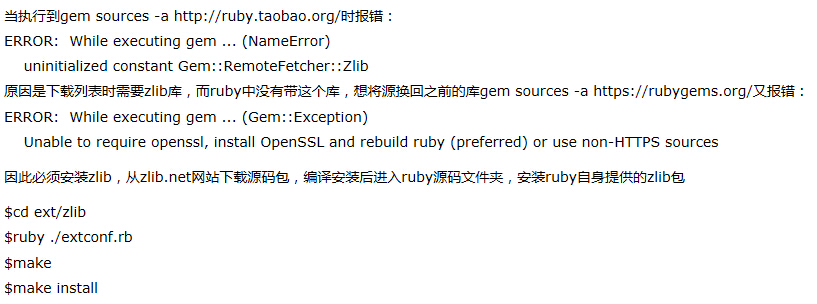 当执行到gem sources -a http://ruby.taobao.org/时报错：
ERROR:  While executing gem ... (NameError)
    uninitialized constant Gem::RemoteFetcher::Zlib
原因是下载列表时需要zlib库，而ruby中没有带这个库，想将源换回之前的库gem sources -a https://rubygems.org/又报错：
ERROR:  While executing gem ... (Gem::Exception)
    Unable to require openssl, install OpenSSL and rebuild ruby (preferred) or use non-HTTPS sources
因此必须安装zlib，从zlib.net网站下载源码包，编译安装后进入ruby源码文件夹，安装ruby自身提供的zlib包
$cd ext/zlib
$ruby ./extconf.rb
$make
$make install